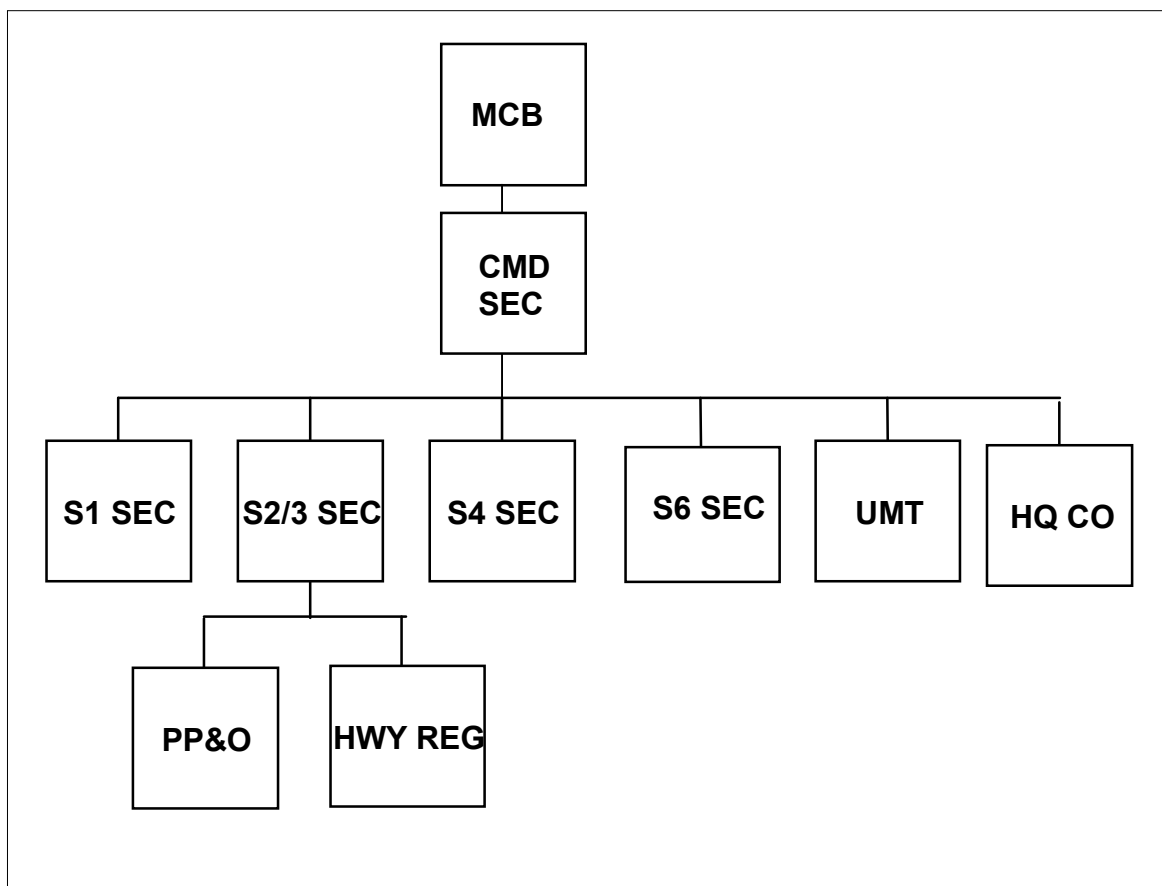 MCB
CMD
SEC
S1 SEC
S2/3 SEC
S4 SEC
S6 SEC
UMT
HQ CO
PP&O
HWY REG